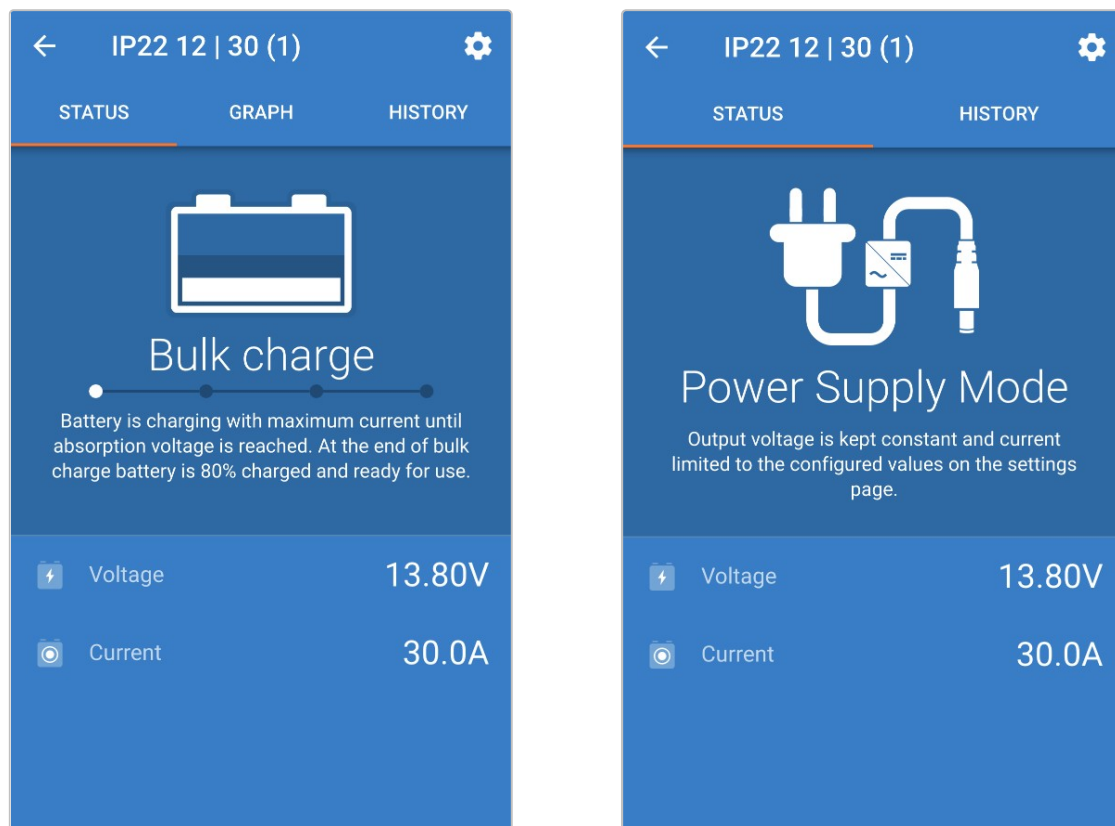 IP22 12 | 30 (1)
STATUS GRAPH HISTORY
Bulk charge
Battery is charging with maximum current until
absorption voltage is reached. At the end of bulk
charge battery is 80% charged and ready for use.
Voltage 13.80V
Current 30.0A
IP22 12 | 30 (1)
STATUS HISTORY
Power Supply Mode
Output voltage is kept constant and current
limited to the configured values on the settings
page.
Voltage 13.80V
Current 30.0A